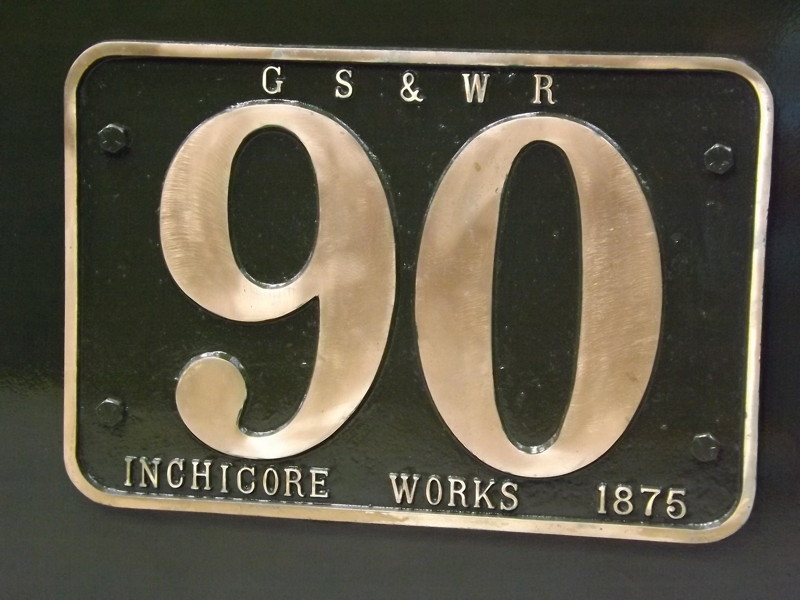 G S & W R
90
INCHICORE WORKS 1875